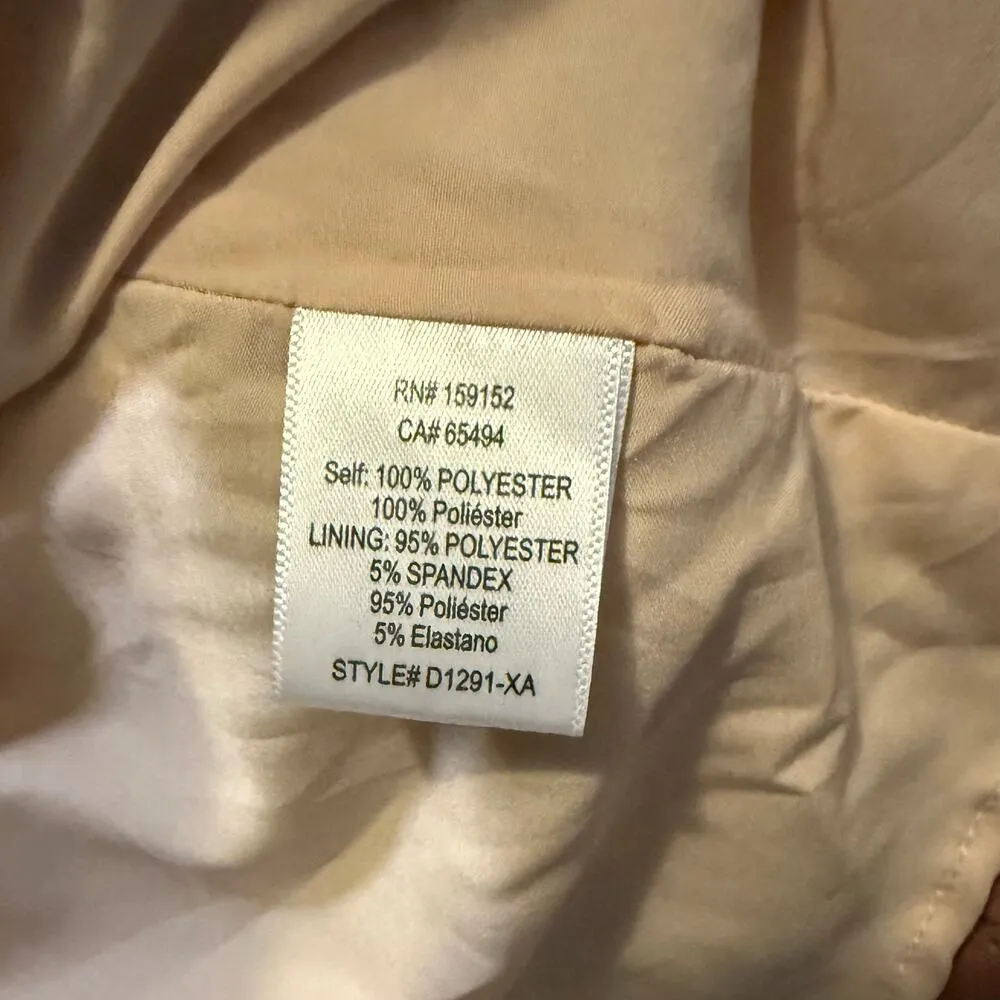 RN# 159152
CA# 65494
Self: 100% POLYESTER
100% Poliéster
LINING: 95% POLYESTER
5% SPANDEX
95% Poliéster
5% Elastano
STYLE# D1291-XA